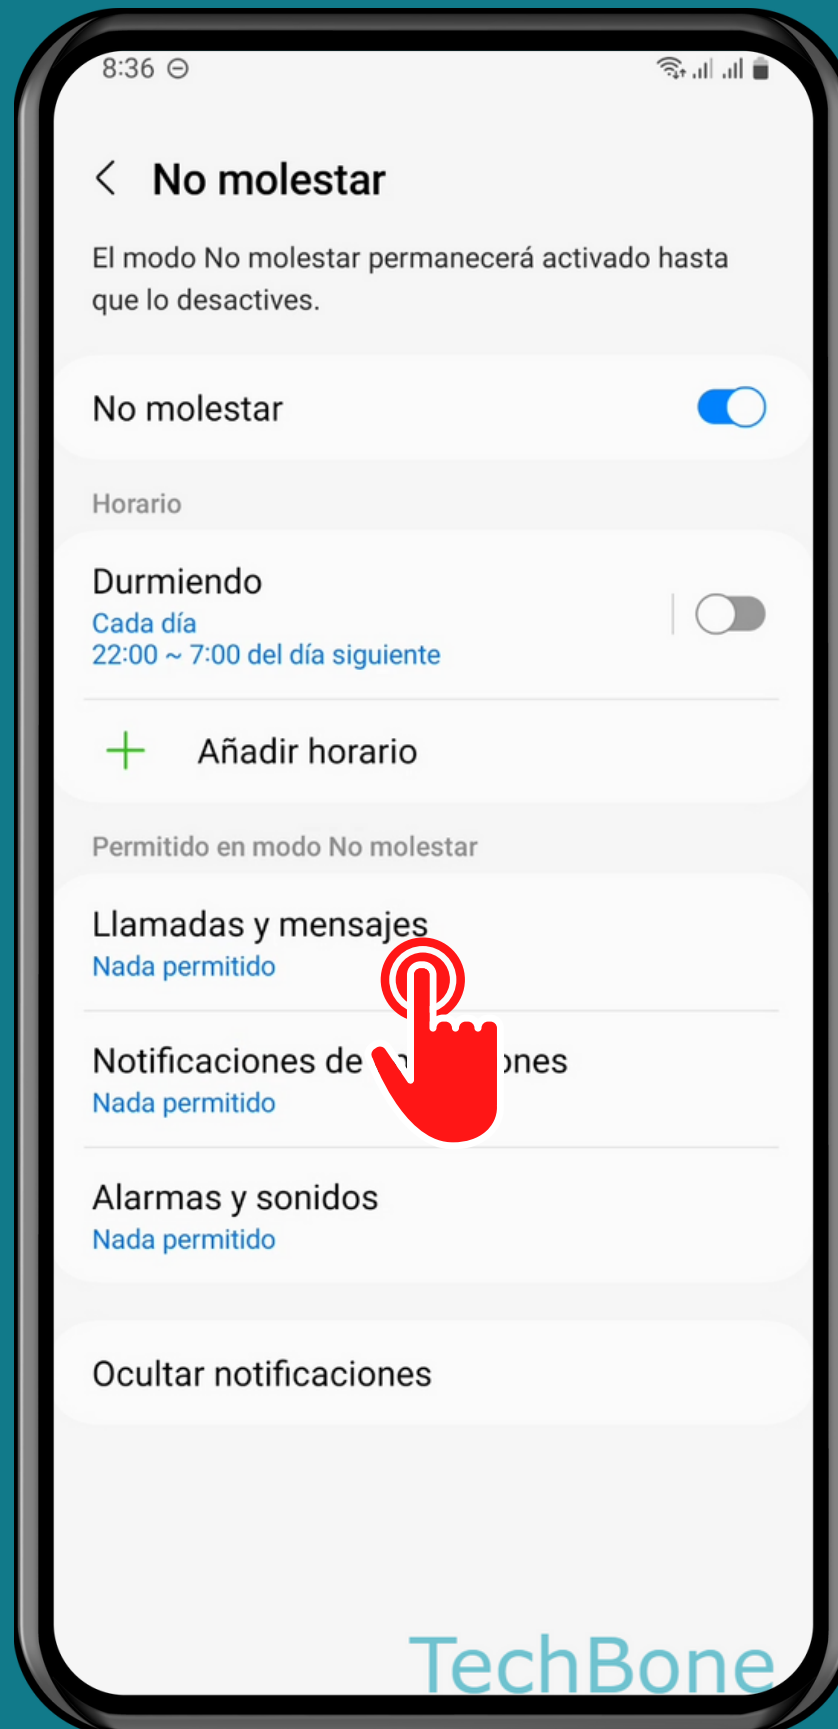 8:36
No molestar
El modo No molestar permanecerá activado hasta
que lo desactives.
No molestar
Horario
Durmiendo
Cada día
22:00 ~ 7:00 del día siguiente
Añadir horario
Permitido en modo No molestar
Llamadas y mensajes
Nada permitido
Notificaciones de
Nada permitido
Alarmas y sonidos
Nada permitido
Ocultar notificaciones
TechBone